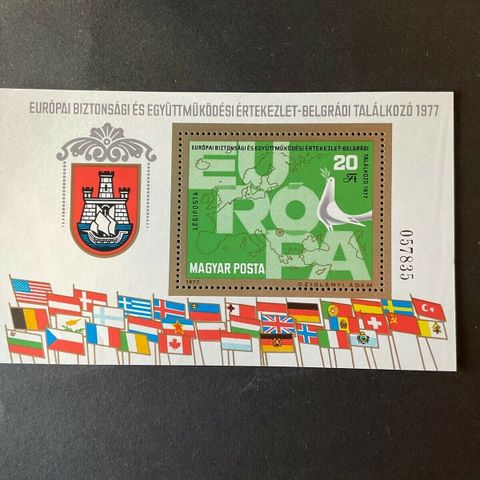 EURÓPAI BIZTONSÁGI ÉS EGYÜTTMŰKÖDÉSI ÉRTEKEZLET-BELGRÁDI TALÁLKOZÓ 1977
EURÓPAI BIZTONSÁGI ÉS EGYÜTTMŰKÖDÉSI ÉRTEKEZLET-BELGRÁDI
TALÁLKOZÓ 1977
20
Ft
LÉGIPOSTA
EU
RÓ
PA
MAGYAR POSTA
1977
CZIGLÉNYI ÁDÁM
057835